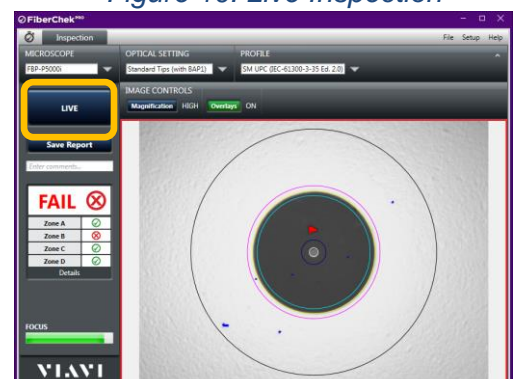 Figure 10: Live Inspection
FiberChekPRO
Inspection
File Setup Help
MICROSCOPE
OPTICAL SETTING
PROFILE
FBP-P5000i
Standard Tips (with BAP1)
SM UPC (IEC-61300-3-35 Ed. 2.0)
IMAGE CONTROLS
LIVE
Magnification HIGH Overlays ON
Save Report
Enter comments...
FAIL
Zone A
Zone B
Zone C
Zone D
Details
FOCUS
VIAVI